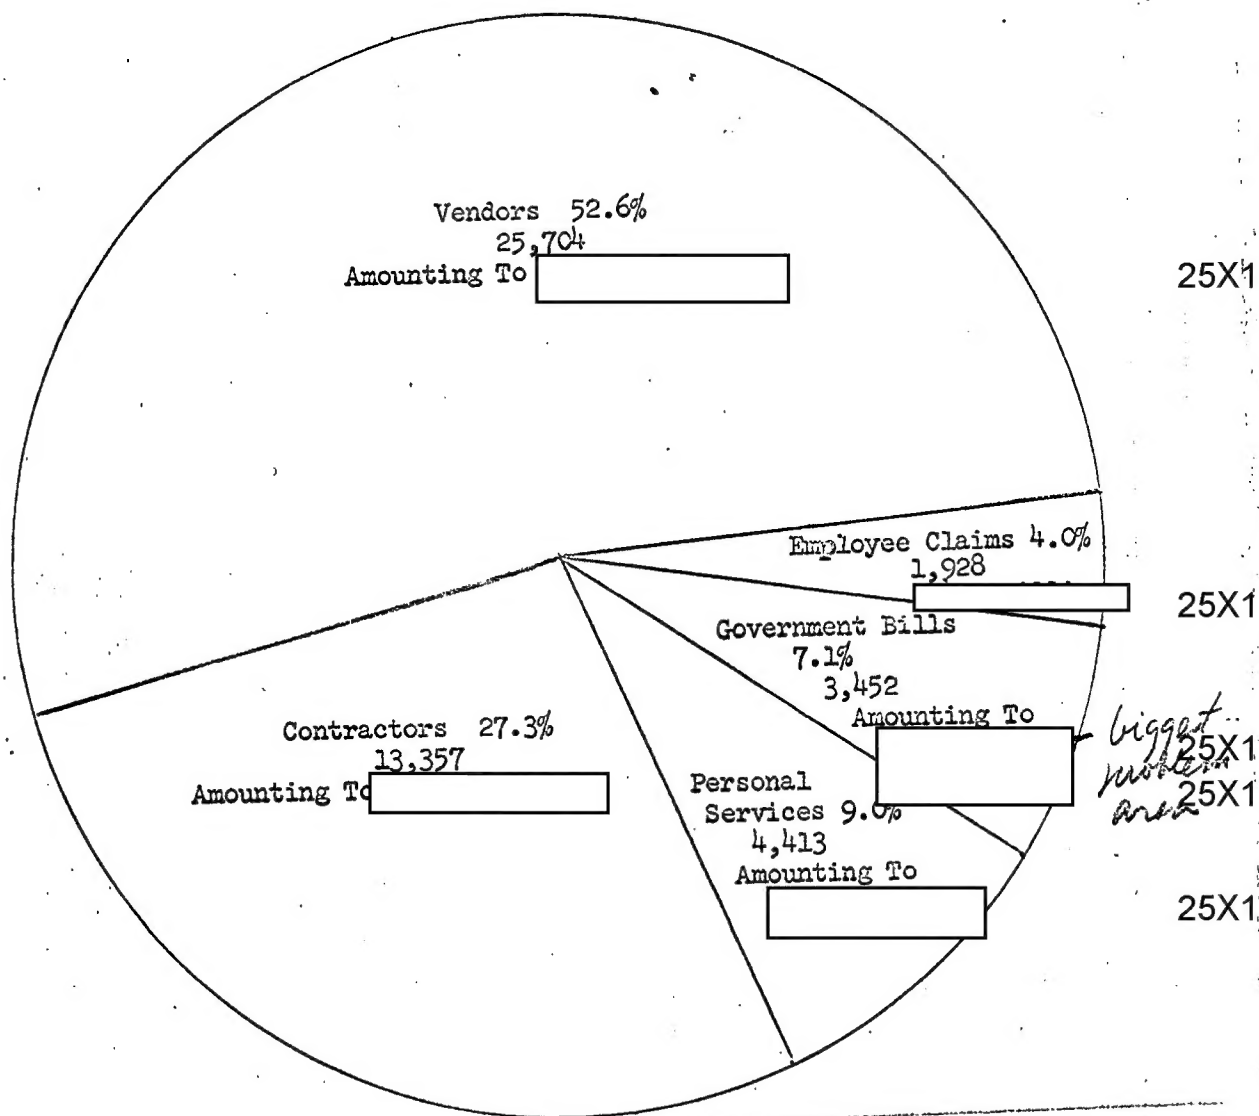 Vendors 52.6%
25,704
Amounting To
25X1
Employee Claims 4.0%
1,928
25X1
Government Bills
7.1%
3,452
Amounting To
biggest
25X1
problem
25X1
area
Contractors 27.3%
13,357
Amounting To
Personal
Services 9.0%
4,413
Amounting To
25X1